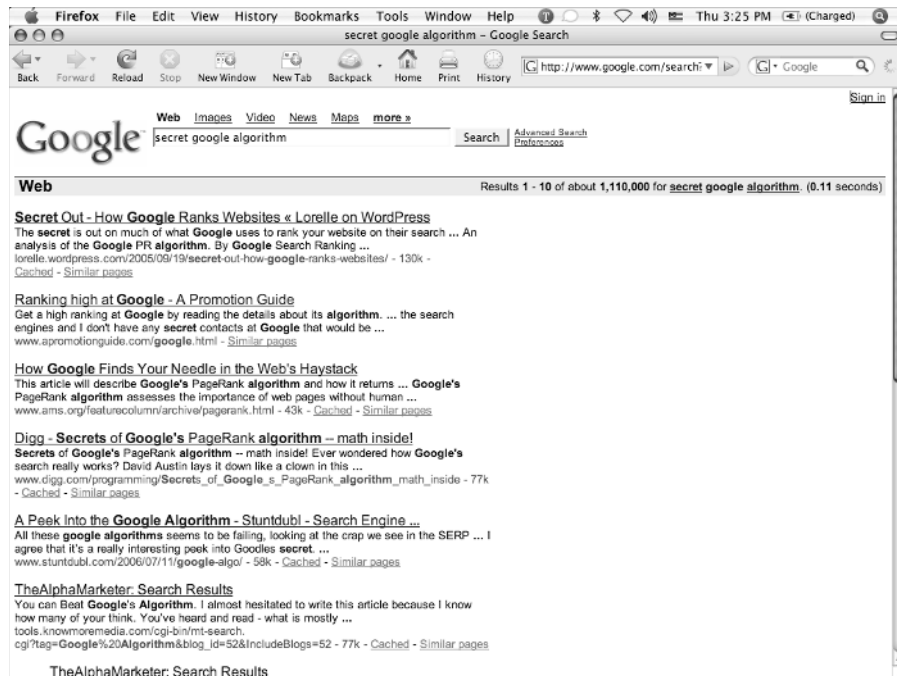 Firefox File Edit View History Bookmarks Tools Window Help Thu 3:25 PM (Charged)
secret google algorithm – Google Search
Back Forward Reload Stop New Window New Tab Backpack Home Print History http://www.google.com/search? Google
Sign in
Web Images Video News Maps more »
Google secret google algorithm Search Advanced Search
Preferences
Web Results 1 - 10 of about 1,110,000 for secret google algorithm. (0.11 seconds)
Secret Out - How Google Ranks Websites « Lorelle on WordPress
The secret is out on much of what Google uses to rank your website on their search ... An
analysis of the Google PR algorithm. By Google Search Ranking ...
lorelle.wordpress.com/2005/09/19/secret-out-how-google-ranks-websites/ - 130k -
Cached - Similar pages
Ranking high at Google - A Promotion Guide
Get a high ranking at Google by reading the details about its algorithm. ... the search
engines and I don't have any secret contacts at Google that would be ...
www.apromotionguide.com/google.html - Similar pages
How Google Finds Your Needle in the Web's Haystack
This article will describe Google's PageRank algorithm and how it returns ... Google's
PageRank algorithm assesses the importance of web pages without human ...
www.ams.org/featurecolumn/archive/pagerank.html - 43k - Cached - Similar pages
Digg - Secrets of Google's PageRank algorithm -- math inside!
Secrets of Google's PageRank algorithm -- math inside! Ever wondered how Google's
search really works? David Austin lays it down like a clown in this ...
www.digg.com/programming/Secrets_of_Google_s_PageRank_algorithm_math_inside - 77k
- Cached - Similar pages
A Peek Into the Google Algorithm - Stuntdubl - Search Engine ...
All these google algorithms seems to be failing, looking at the crap we see in the SERP ... I
agree that it's a really interesting peek into Goodles secret. ...
www.stuntdubl.com/2006/07/11/google-algo/ - 58k - Cached - Similar pages
TheAlphaMarketer: Search Results
You can Beat Google's Algorithm. I almost hesitated to write this article because I know
how many of your think. You've heard and read - what is mostly ...
tools.knowmoremedia.com/cgi-bin/mt-search.
cgi?tag=Google%20Algorithm&blog_id=52&IncludeBlogs=52 - 77k - Cached - Similar pages
TheAlphaMarketer: Search Results